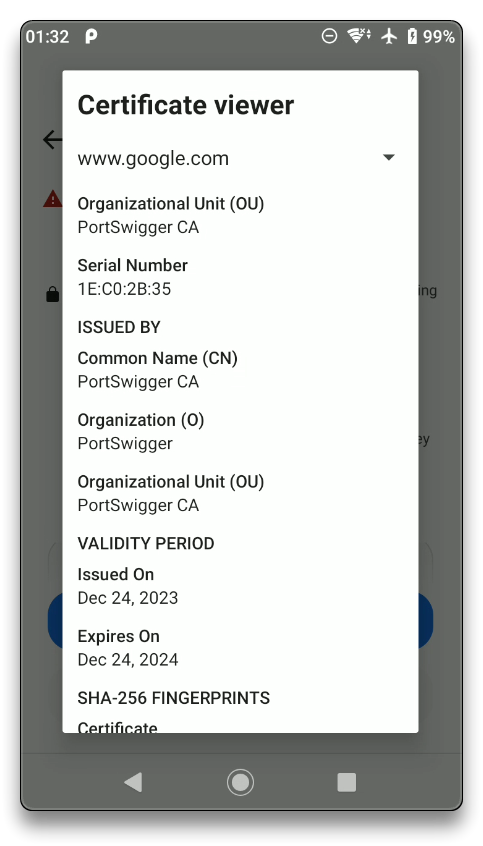 01:32
99%
Certificate viewer
www.google.com
Organizational Unit (OU)
PortSwigger CA
Serial Number
1E:C0:2B:35
ISSUED BY
Common Name (CN)
PortSwigger CA
Organization (O)
PortSwigger
Organizational Unit (OU)
PortSwigger CA
VALIDITY PERIOD
Issued On
Dec 24, 2023
Expires On
Dec 24, 2024
SHA-256 FINGERPRINTS
Certificate
ing
ey